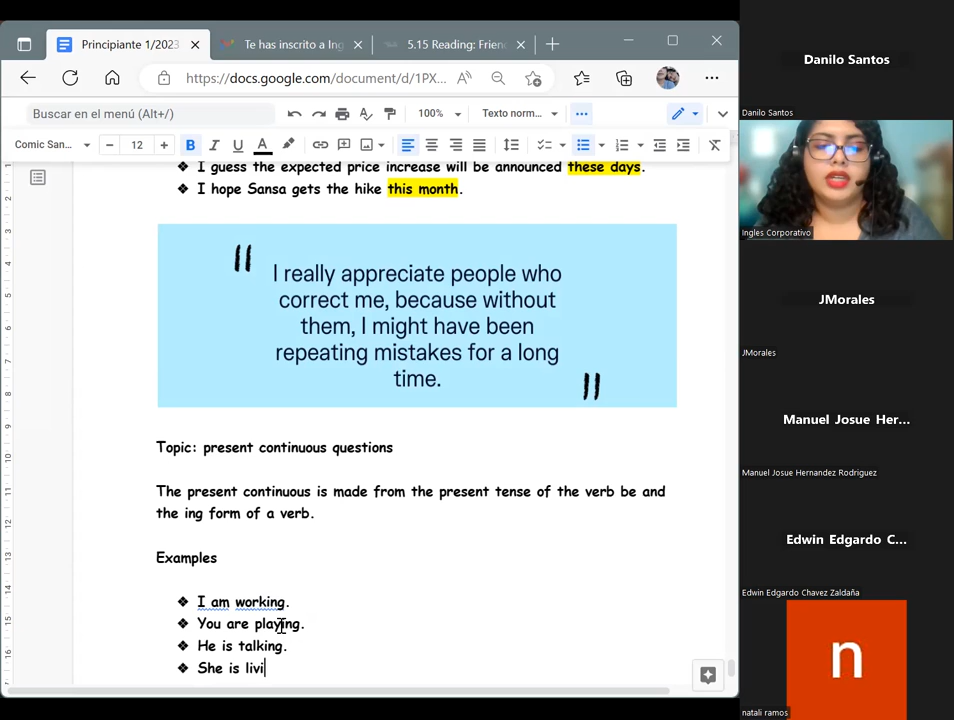 Principiante 1/2023
Te has inscrito a Ing
5.15 Reading: Frien
https://docs.google.com/document/d/1PX...
Buscar en el menú (Alt+/)
100%
Texto norm...
Comic San...
12
I guess the expected price increase will be announced these days.
I hope Sansa gets the hike this month.
I really appreciate people who
correct me, because without
them, I might have been
repeating mistakes for a long
time.
Topic: present continuous questions
The present continuous is made from the present tense of the verb be and
the ing form of a verb.
Examples
I am working.
You are playing.
He is talking.
She is livi
Danilo Santos
Danilo Santos
Ingles Corporativo
JMorales
JMorales
Manuel Josue Her...
Manuel Josue Hernandez Rodriguez
Edwin Edgardo C...
Edwin Edgardo Chavez Zaldaña
n
natali ramos